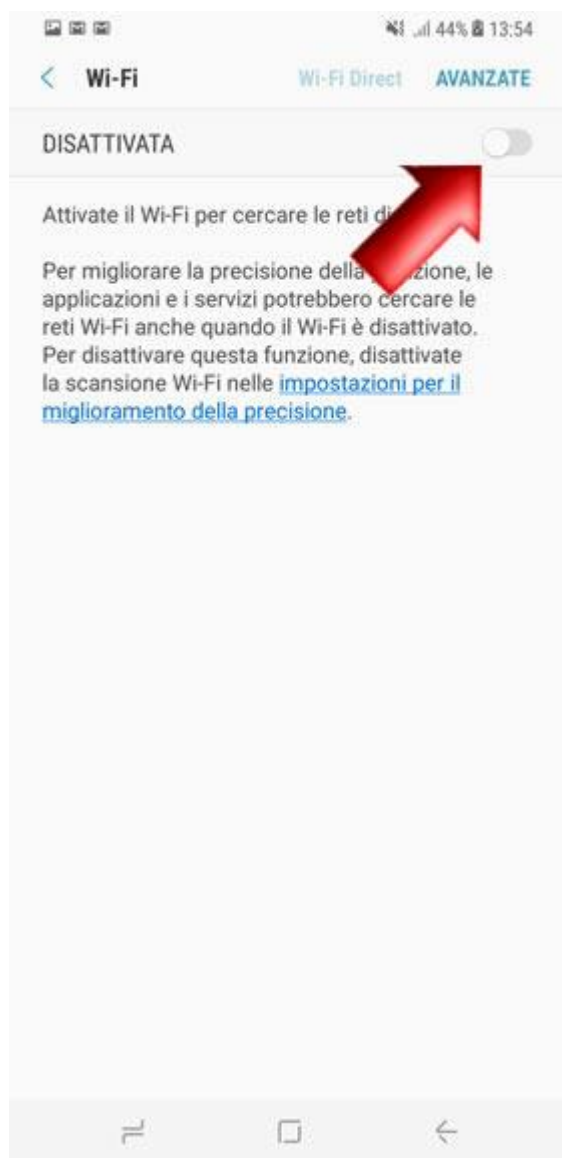 44% 13:54
Wi-Fi Wi-Fi Direct AVANZATE
DISATTIVATA
Attivate il Wi-Fi per cercare le reti
Per migliorare la precisione della le
applicazioni e i servizi potrebbero cercare le
reti Wi-Fi anche quando il Wi-Fi è disattivato.
Per disattivare questa funzione, disattivate
la scansione Wi-Fi nelle impostazioni per il
miglioramento della precisione.